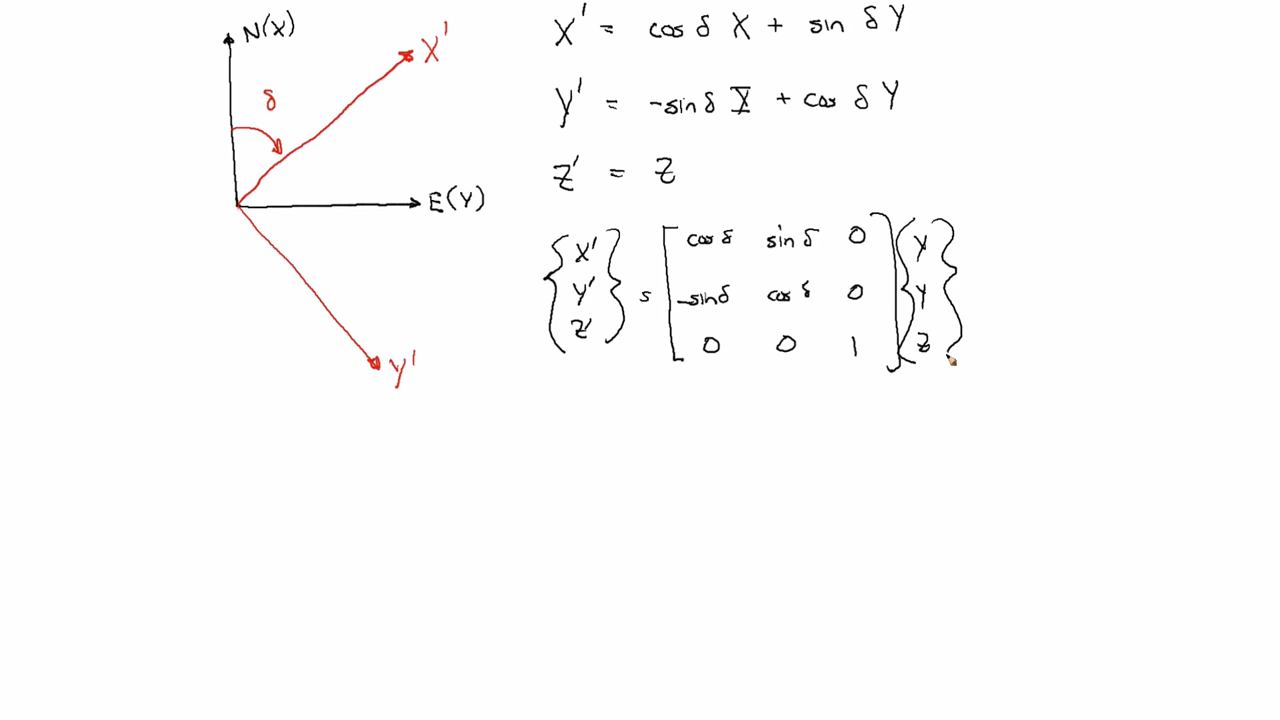 N(X)
X'
δ
E(Y)
Y'
X' = cos δ X + sin δ Y
Y' = -sin δ X + cos δ Y
Z' = Z
{X' Y' Z'} = [cos δ sin δ 0
-sin δ cos δ 0
0 0 1] {X Y Z}